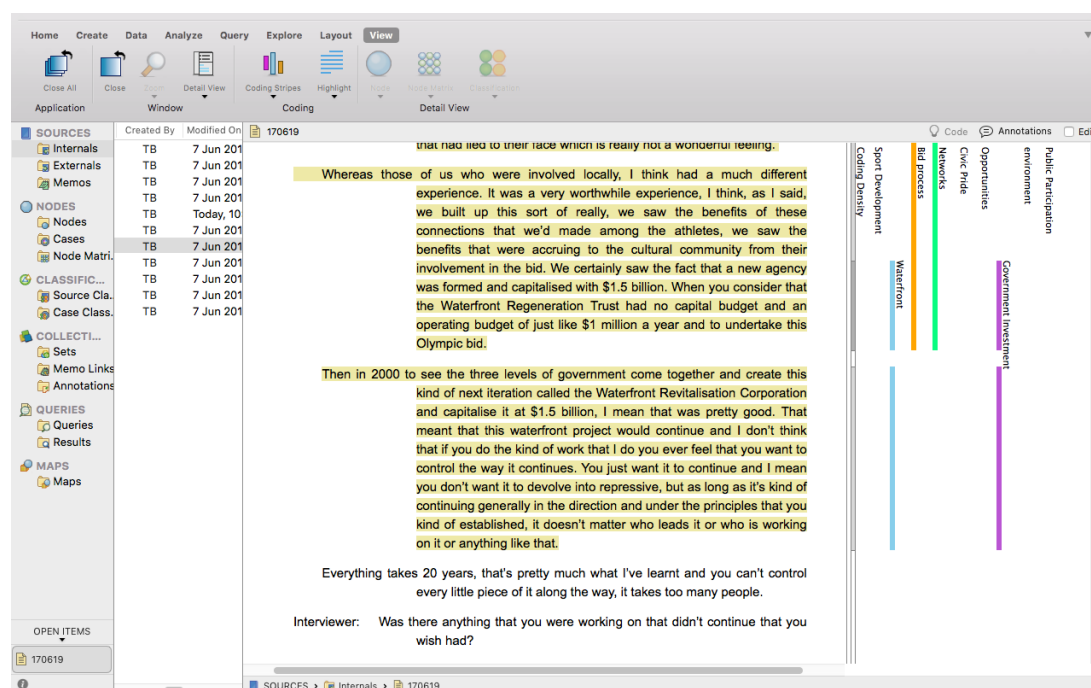 Home Create Data Analyze Query Explore Layout View
Close All Close Zoom Detail View Coding Stripes Highlight Node Node Matrix Classification
Application Window Coding Detail View
SOURCES
Internals
Externals
Memos
NODES
Nodes
Cases
Node Matri.
CLASSIFIC...
Source Cla.
Case Class.
COLLECTI...
Sets
Memo Links
Annotations
QUERIES
Queries
Results
MAPS
Maps
OPEN ITEMS
170619
Created By Modified On
TB 7 Jun 201
TB 7 Jun 201
TB 7 Jun 201
TB 7 Jun 201
TB Today, 10
TB 7 Jun 201
TB 7 Jun 201
TB 7 Jun 201
TB 7 Jun 201
TB 7 Jun 201
TB 7 Jun 201
170619
Code Annotations Edi
that had lied to their face which is really not a wonderful feeling.
Whereas those of us who were involved locally, I think had a much different
experience. It was a very worthwhile experience, I think, as I said,
we built up this sort of really, we saw the benefits of these
connections that we'd made among the athletes, we saw the
benefits that were accruing to the cultural community from their
involvement in the bid. We certainly saw the fact that a new agency
was formed and capitalised with $1.5 billion. When you consider that
the Waterfront Regeneration Trust had no capital budget and an
operating budget of just like $1 million a year and to undertake this
Olympic bid.
Then in 2000 to see the three levels of government come together and create this
kind of next iteration called the Waterfront Revitalisation Corporation
and capitalise it at $1.5 billion, I mean that was pretty good. That
meant that this waterfront project would continue and I don't think
that if you do the kind of work that I do you ever feel that you want to
control the way it continues. You just want it to continue and I mean
you don't want it to devolve into repressive, but as long as it's kind of
continuing generally in the direction and under the principles that you
kind of established, it doesn't matter who leads it or who is working
on it or anything like that.
Everything takes 20 years, that's pretty much what I've learnt and you can't control
every little piece of it along the way, it takes too many people.
Interviewer: Was there anything that you were working on that didn't continue that you
wish had?
Coding Density
Sport Development
Waterfront
Bid process
Networks
Civic Pride
Opportunities
Government Investment
environment
Public Participation
SOURCES › Internals › 170619